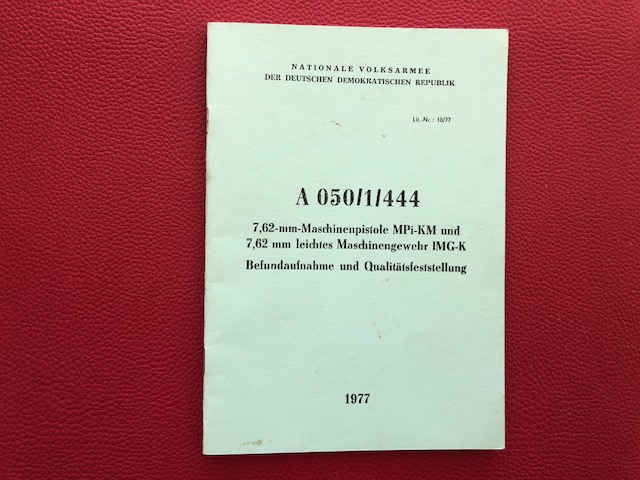 NATIONALE VOLKSARMEE
DER DEUTSCHEN DEMOKRATISCHEN REPUBLIK
Lit.-Nr.: 10/77
A 050/1/444
7,62-mm-Maschinenpistole MPi-KM und
7,62 mm leichtes Maschinengewehr lMG-K
Befundaufnahme und Qualitätsfeststellung
1977